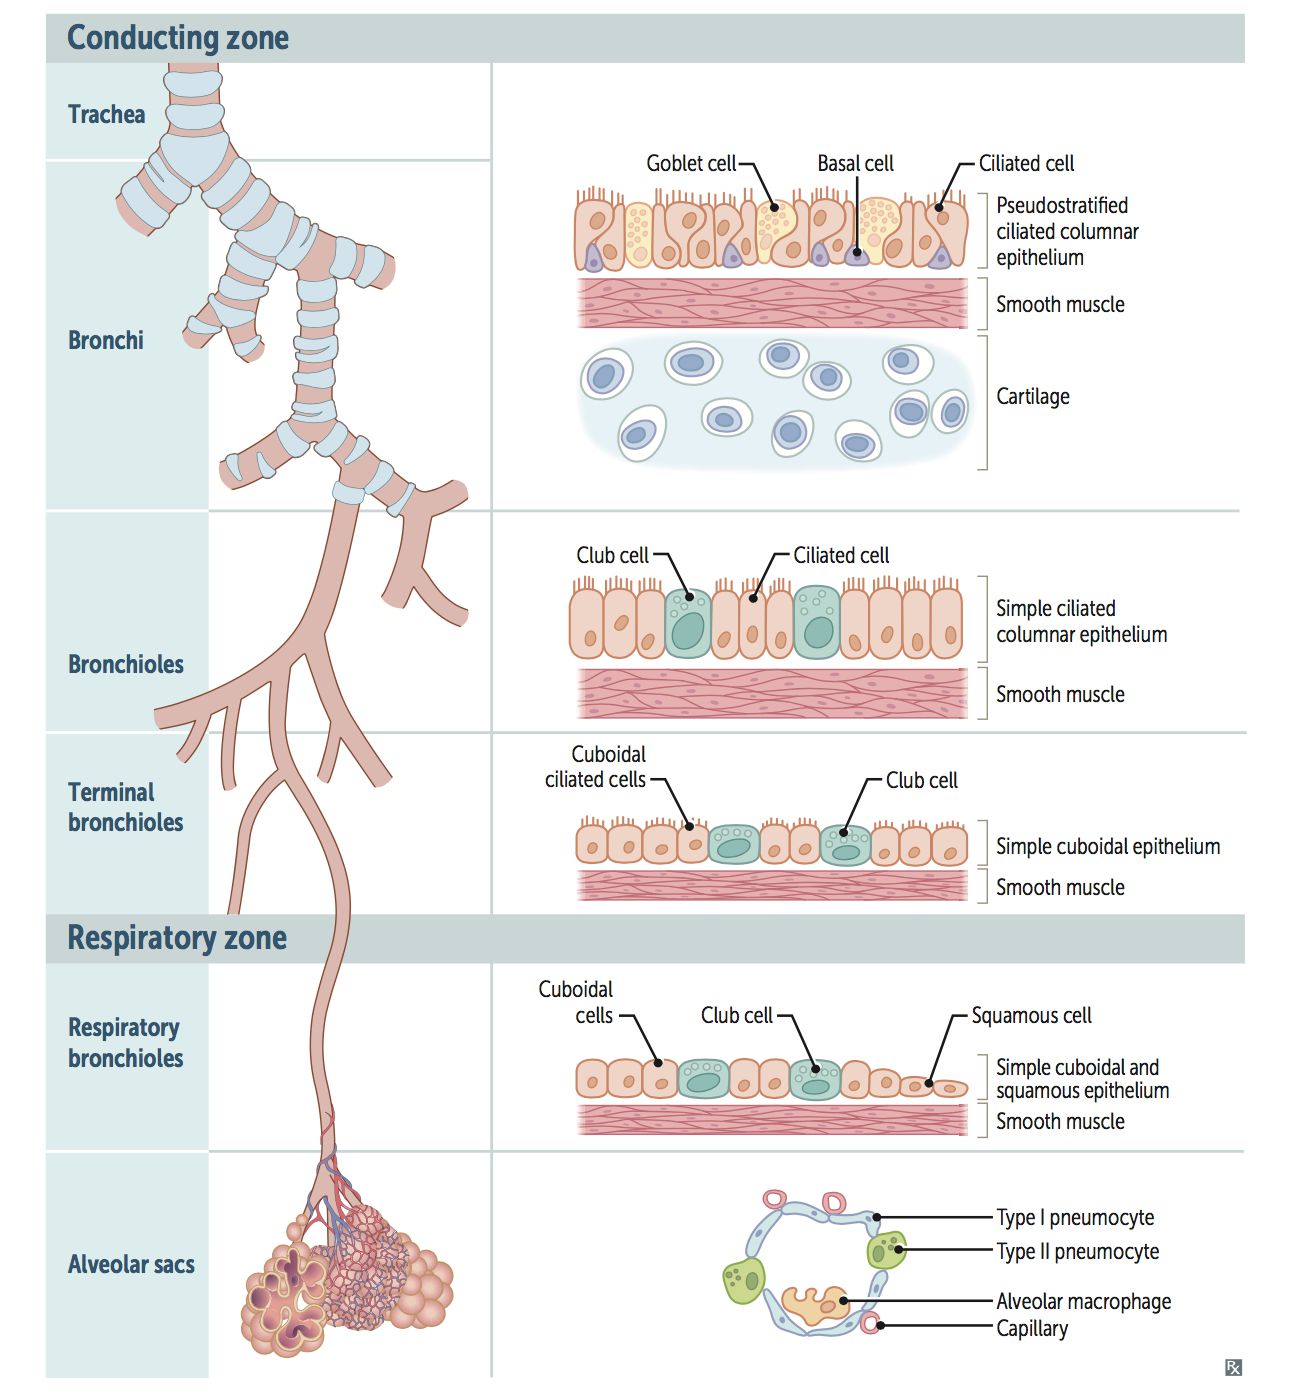 Conducting zone
Trachea
Goblet cell
Basal cell
Ciliated cell
Pseudostratified
ciliated columnar
epithelium
Smooth muscle
Bronchi
Cartilage
Club cell
Ciliated cell
Simple ciliated
columnar epithelium
Bronchioles
Smooth muscle
Cuboidal
ciliated cells
Club cell
Terminal
bronchioles
Simple cuboidal epithelium
Smooth muscle
Respiratory zone
Cuboidal
cells
Club cell
Squamous cell
Respiratory
bronchioles
Simple cuboidal and
squamous epithelium
Smooth muscle
Type I pneumocyte
Type II pneumocyte
Alveolar sacs
Alveolar macrophage
Capillary
Rx